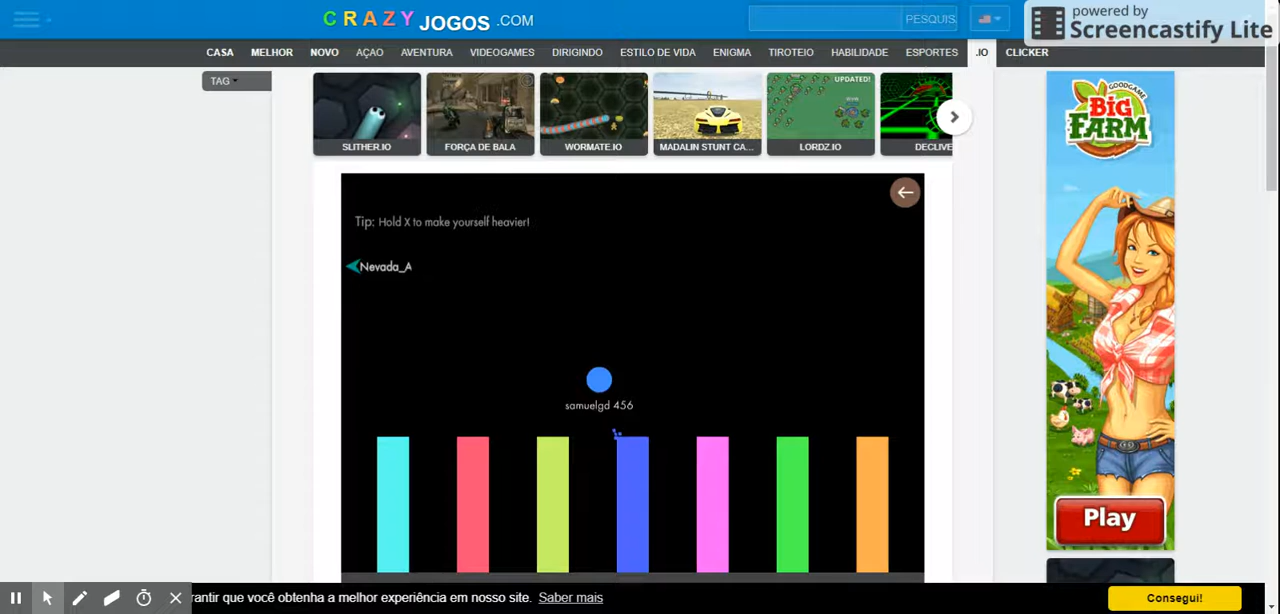 CRAZY JOGOS .COM
PESQUIS
powered by
Screencastify Lite
CASA MELHOR NOVO AÇAO AVENTURA VIDEOGAMES DIRIGINDO ESTILO DE VIDA ENIGMA TIROTEIO HABILIDADE ESPORTES .IO CLICKER
TAG
UPDATED!
SLITHER.IO FORÇA DE BALA WORMATE.IO MADALIN STUNT CA... LORDZ.IO DECLIVE
GOODGAME
BIG
FARM
Tip: Hold X to make yourself heavier!
Nevada_A
samuelgd 456
Play
rantir que você obtenha a melhor experiência em nosso site. Saber mais
Consegui!